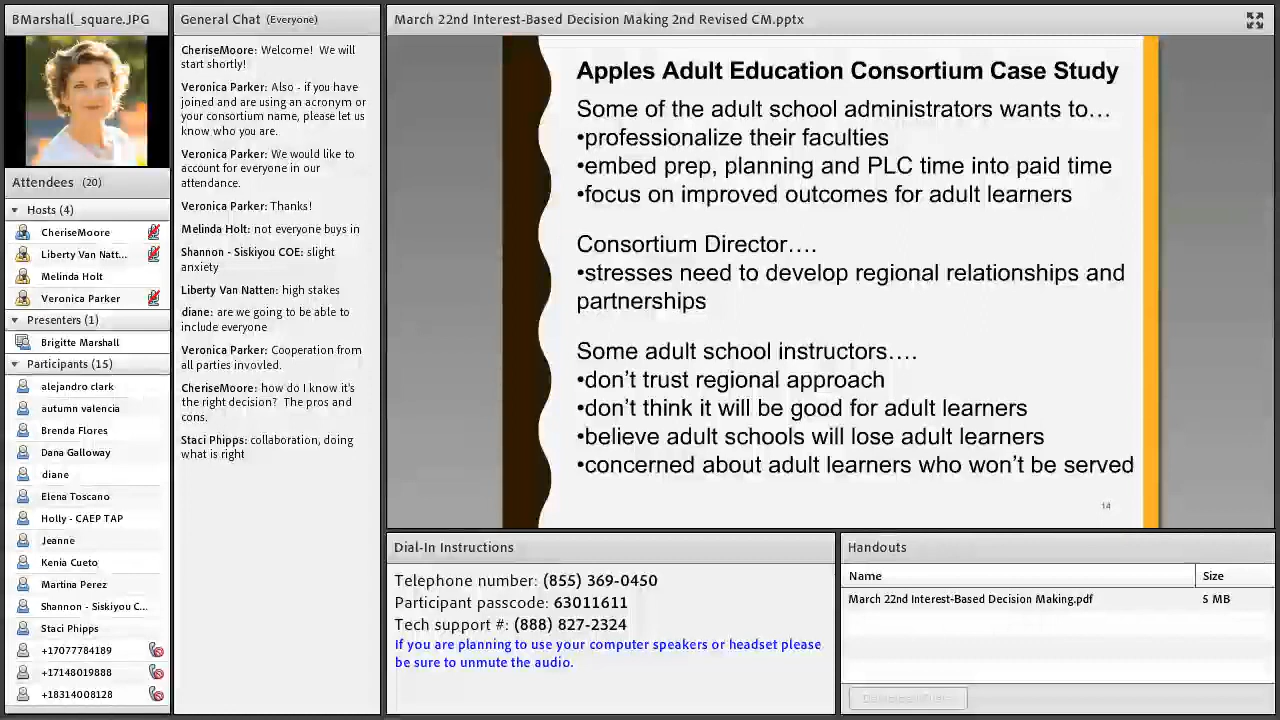 BMarshall_square.JPG
Attendees (20)
Hosts (4)
CheriseMoore
Liberty Van Natt...
Melinda Holt
Veronica Parker
Presenters (1)
Brigitte Marshall
Participants (15)
alejandro clark
autumn valencia
Brenda Flores
Dana Galloway
diane
Elena Toscano
Holly - CAEP TAP
Jeanne
Kenia Cueto
Martina Perez
Shannon - Siskiyou C...
Staci Phipps
+17077784189
+17148019888
+18314008128
General Chat (Everyone)
CheriseMoore: Welcome! We will
start shortly!
Veronica Parker: Also - if you have
joined and are using an acronym or
your consortium name, please let us
know who you are.
Veronica Parker: We would like to
account for everyone in our
attendance.
Veronica Parker: Thanks!
Melinda Holt: not everyone buys in
Shannon - Siskiyou COE: slight
anxiety
Liberty Van Natten: high stakes
diane: are we going to be able to
include everyone
Veronica Parker: Cooperation from
all parties invovled.
CheriseMoore: how do I know it's
the right decision? The pros and
cons.
Staci Phipps: collaboration, doing
what is right
March 22nd Interest-Based Decision Making 2nd Revised CM.pptx
Apples Adult Education Consortium Case Study
Some of the adult school administrators wants to…
•professionalize their faculties
•embed prep, planning and PLC time into paid time
•focus on improved outcomes for adult learners
Consortium Director….
•stresses need to develop regional relationships and
partnerships
Some adult school instructors….
•don’t trust regional approach
•don’t think it will be good for adult learners
•believe adult schools will lose adult learners
•concerned about adult learners who won’t be served
14
Dial-In Instructions
Telephone number: (855) 369-0450
Participant passcode: 63011611
Tech support #: (888) 827-2324
If you are planning to use your computer speakers or headset please
be sure to unmute the audio.
Handouts
Name Size
March 22nd Interest-Based Decision Making.pdf 5 MB